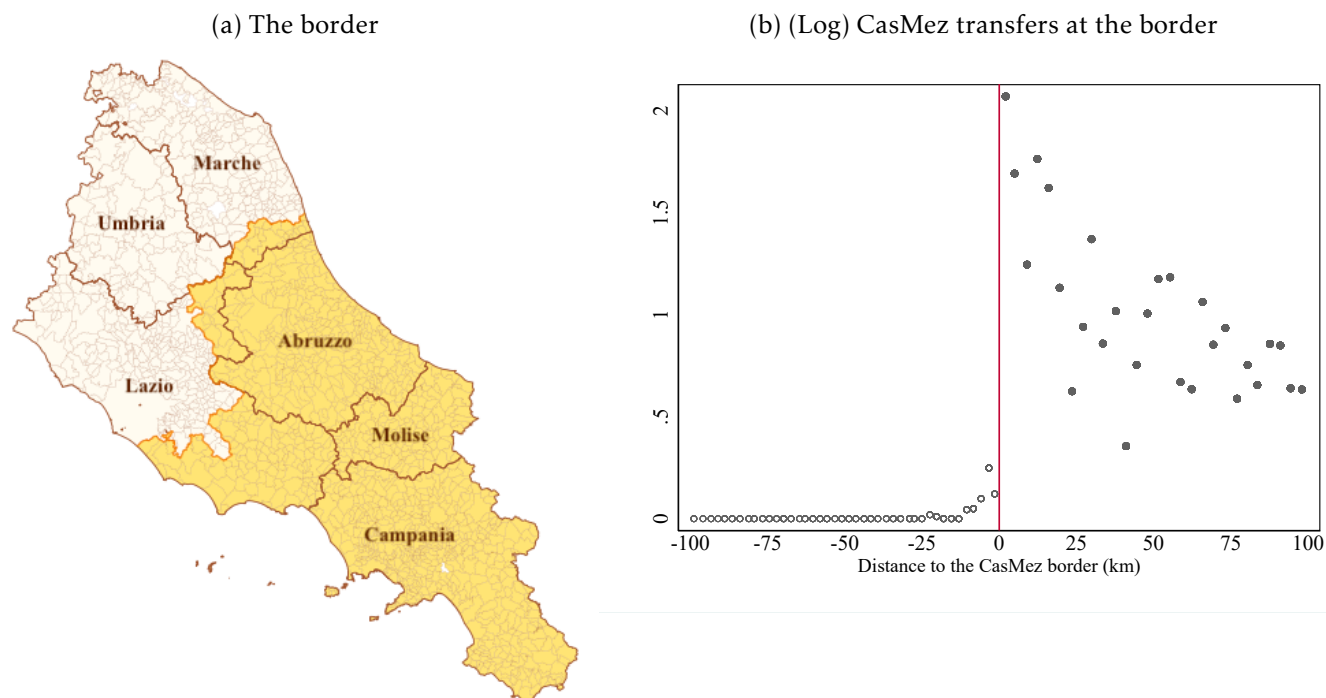 (a) The border
Marche
Umbria
Abruzzo
Lazio
Molise
Campania
(b) (Log) CasMez transfers at the border
2
1.5
1
.5
0
-100 -75 -50 -25 0 25 50 75 100
Distance to the CasMez border (km)